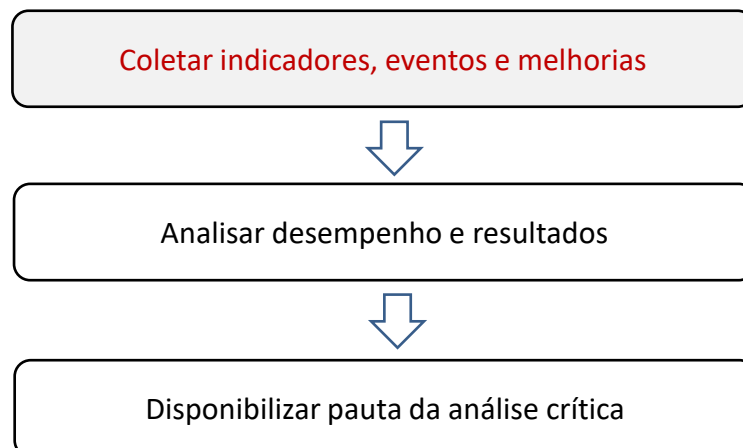 Coletar indicadores, eventos e melhorias
Analisar desempenho e resultados
Disponibilizar pauta da análise crítica